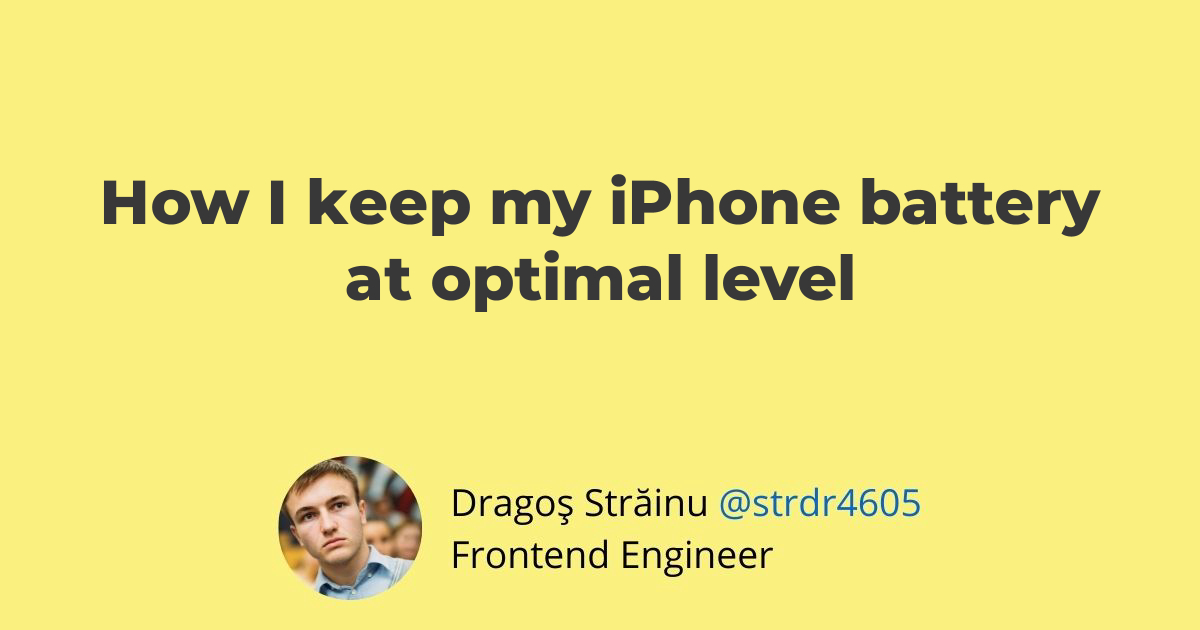 How I keep my iPhone battery
at optimal level
Dragoş Străinu @strdr4605
Frontend Engineer